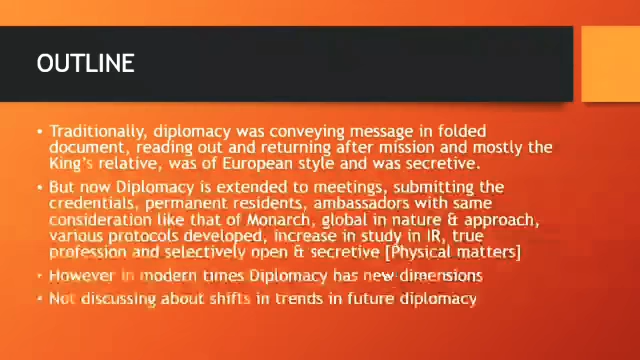 OUTLINE
• Traditionally, diplomacy was conveying message in folded
document, reading out and returning after mission and mostly the
King's relative, was of European style and was secretive.
• But now Diplomacy is extended to meetings, submitting the
credentials, permanent residents, ambassadors with same
consideration like that of Monarch, global in nature & approach,
various protocols developed, increase in study in IR, true
profession and selectively open & secretive [Physical matters]
• However in modern times Diplomacy has new dimensions
• Not discussing about shifts in trends in future diplomacy